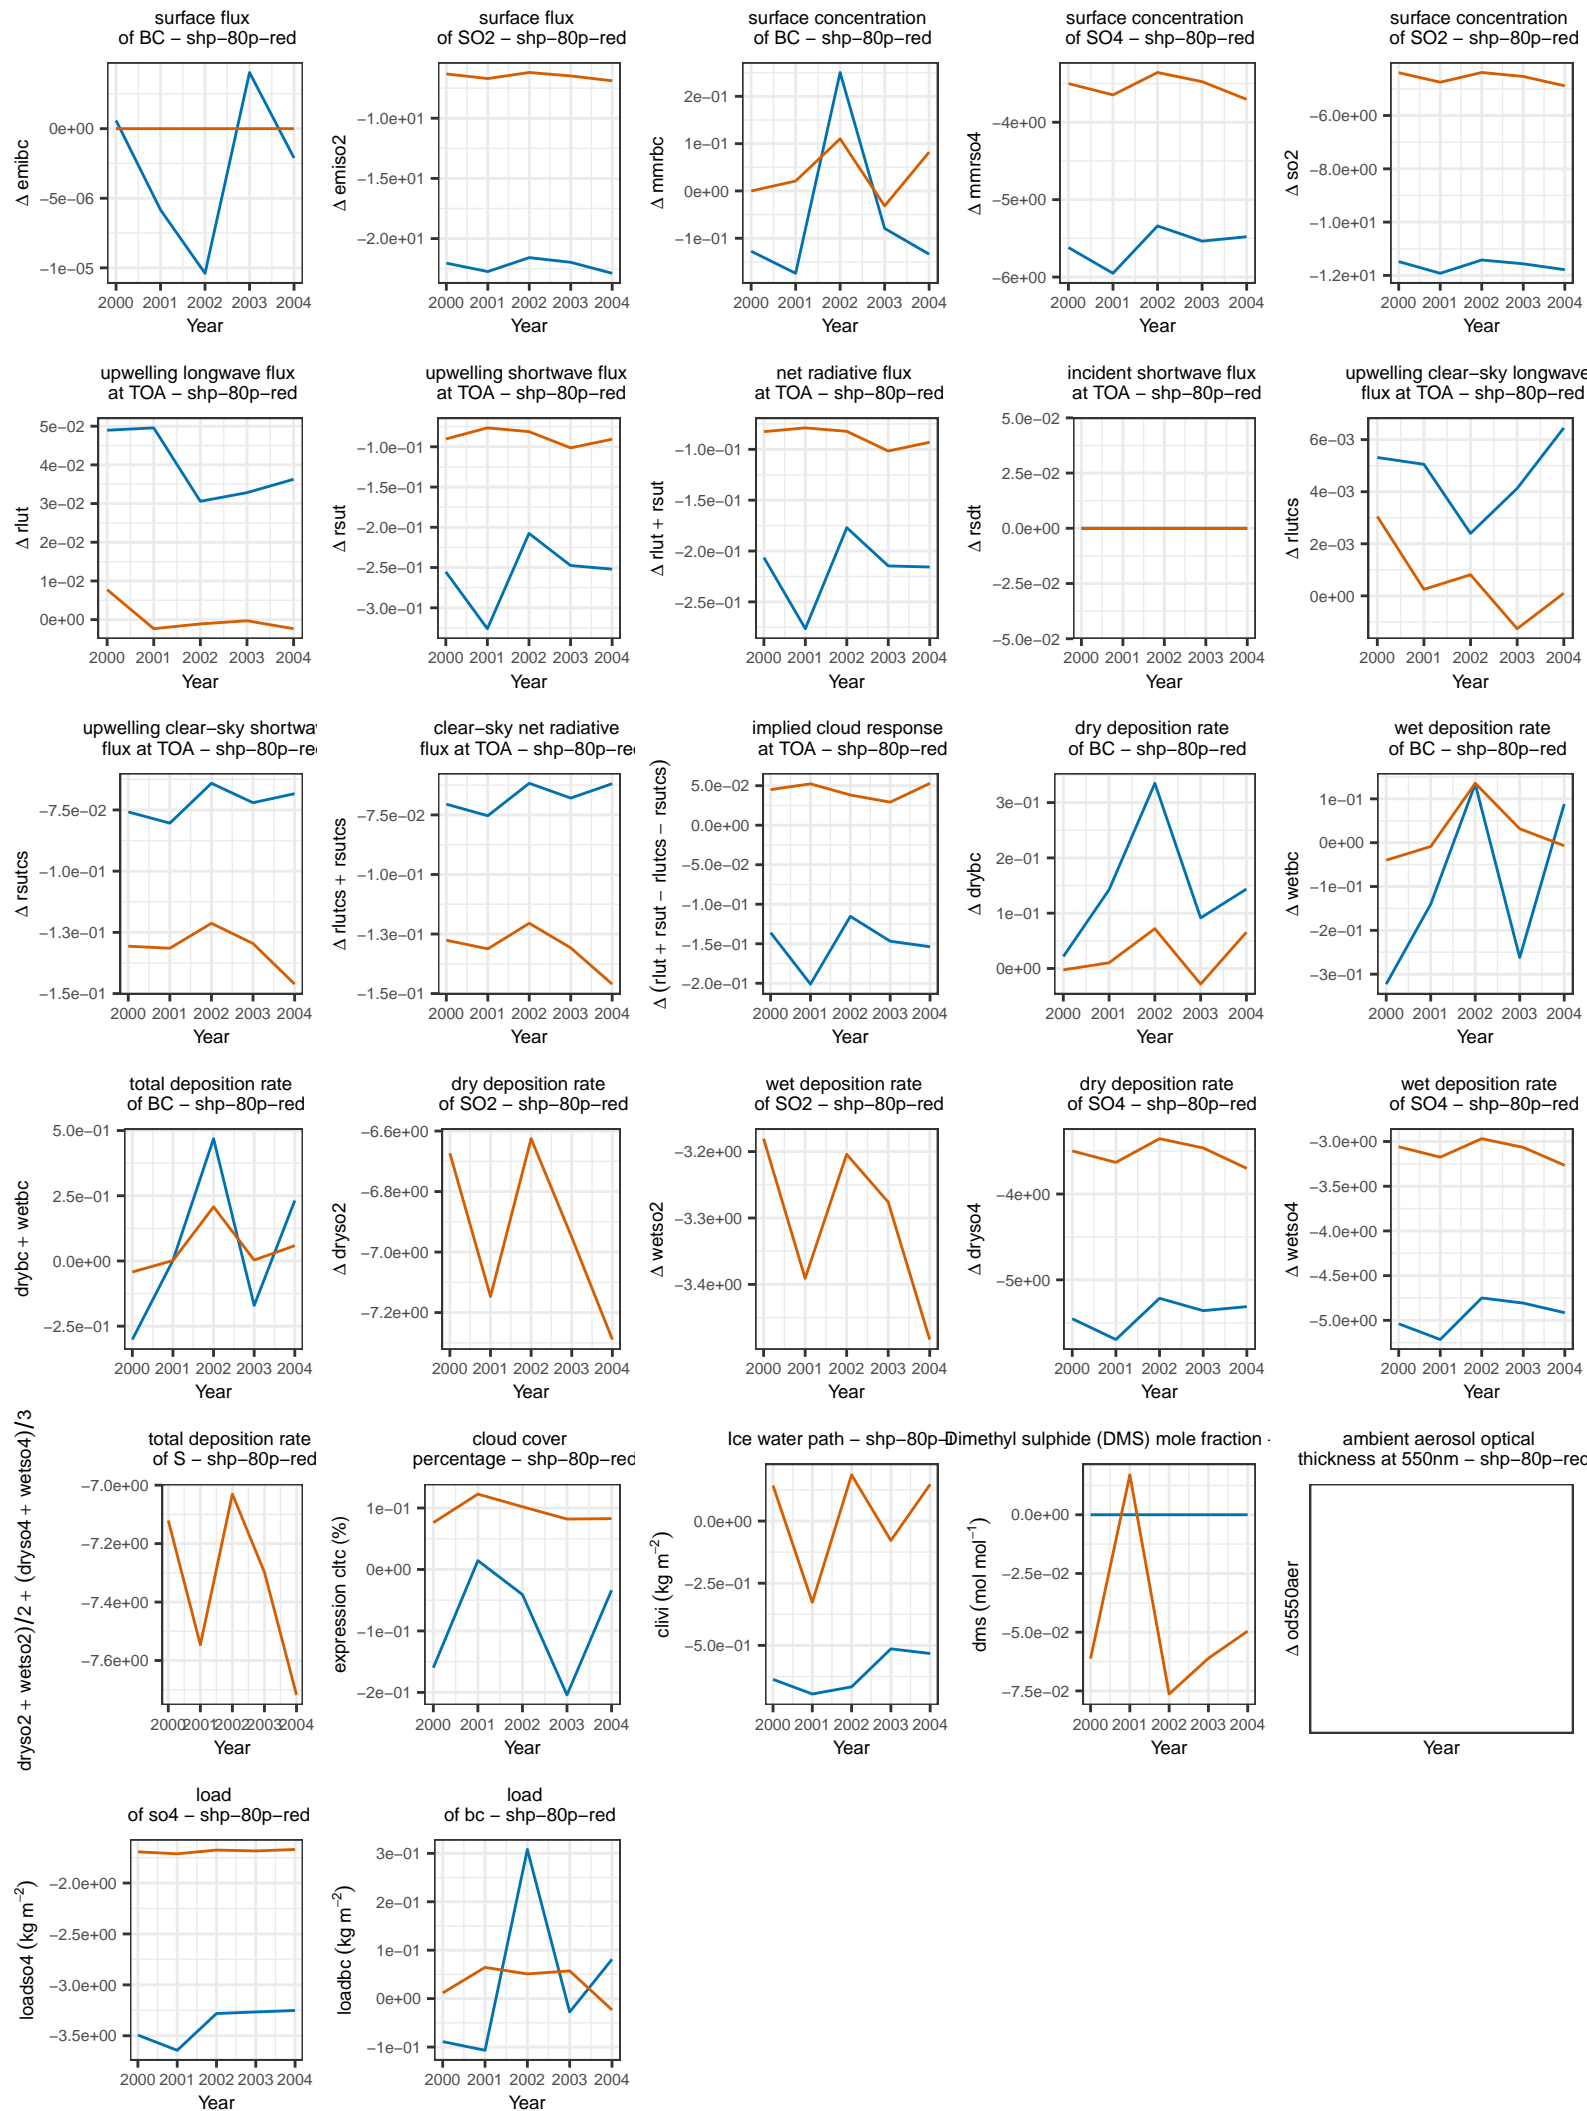 surface flux
of BC − shp−80p−red
0e+00
−5e−06
−1e−05
Δ emibc
2000 2001 2002 2003 2004
Year
surface flux
of SO2 − shp−80p−red
−1.0e+01
−1.5e+01
−2.0e+01
Δ emiso2
2000 2001 2002 2003 2004
Year
surface concentration
of BC − shp−80p−red
2e−01
1e−01
0e+00
−1e−01
Δ mmrbc
2000 2001 2002 2003 2004
Year
surface concentration
of SO4 − shp−80p−red
−4e+00
−5e+00
−6e+00
Δ mmrso4
2000 2001 2002 2003 2004
Year
surface concentration
of SO2 − shp−80p−red
−6.0e+00
−8.0e+00
−1.0e+01
−1.2e+01
Δ so2
2000 2001 2002 2003 2004
Year
upwelling longwave flux
at TOA − shp−80p−red
5e−02
4e−02
3e−02
2e−02
1e−02
0e+00
Δ rlut
2000 2001 2002 2003 2004
Year
upwelling shortwave flux
at TOA − shp−80p−red
−1.0e−01
−1.5e−01
−2.0e−01
−2.5e−01
−3.0e−01
Δ rsut
2000 2001 2002 2003 2004
Year
net radiative flux
at TOA − shp−80p−red
−1.0e−01
−1.5e−01
−2.0e−01
−2.5e−01
Δ rlut + rsut
2000 2001 2002 2003 2004
Year
incident shortwave flux
at TOA − shp−80p−red
5.0e−02
2.5e−02
0.0e+00
−2.5e−02
−5.0e−02
Δ rsdt
2000 2001 2002 2003 2004
Year
upwelling clear−sky longwave
flux at TOA − shp−80p−red
6e−03
4e−03
2e−03
0e+00
Δ rlutcs
2000 2001 2002 2003 2004
Year
upwelling clear−sky shortwav
flux at TOA − shp−80p−re
−7.5e−02
−1.0e−01
−1.3e−01
−1.5e−01
Δ rsutcs
2000 2001 2002 2003 2004
Year
clear−sky net radiative
flux at TOA − shp−80p−re
−7.5e−02
−1.0e−01
−1.3e−01
−1.5e−01
Δ rlutcs + rsutcs
2000 2001 2002 2003 2004
Year
implied cloud response
at TOA − shp−80p−red
5.0e−02
0.0e+00
−5.0e−02
−1.0e−01
−1.5e−01
−2.0e−01
Δ (rlut + rsut − rlutcs − rsutcs)
2000 2001 2002 2003 2004
Year
dry deposition rate
of BC − shp−80p−red
3e−01
2e−01
1e−01
0e+00
Δ drybc
2000 2001 2002 2003 2004
Year
wet deposition rate
of BC − shp−80p−red
1e−01
0e+00
−1e−01
−2e−01
−3e−01
Δ wetbc
2000 2001 2002 2003 2004
Year
total deposition rate
of BC − shp−80p−red
5.0e−01
2.5e−01
0.0e+00
−2.5e−01
drybc + wetbc
2000 2001 2002 2003 2004
Year
dry deposition rate
of SO2 − shp−80p−red
−6.6e+00
−6.8e+00
−7.0e+00
−7.2e+00
Δ dryso2
2000 2001 2002 2003 2004
Year
wet deposition rate
of SO2 − shp−80p−red
−3.2e+00
−3.3e+00
−3.4e+00
Δ wetso2
2000 2001 2002 2003 2004
Year
dry deposition rate
of SO4 − shp−80p−red
−4e+00
−5e+00
Δ dryso4
2000 2001 2002 2003 2004
Year
wet deposition rate
of SO4 − shp−80p−red
−3.0e+00
−3.5e+00
−4.0e+00
−4.5e+00
−5.0e+00
Δ wetso4
2000 2001 2002 2003 2004
Year
total deposition rate
of S − shp−80p−red
−7.0e+00
−7.2e+00
−7.4e+00
−7.6e+00
dryso2 + wetso2)/2 + (dryso4 + wetso4)/3
2000 2001 2002 2003 2004
Year
cloud cover
percentage − shp−80p−red
1e−01
0e+00
−1e−01
−2e−01
expression cltc (%)
2000 2001 2002 2003 2004
Year
Ice water path − shp−80p−
0.0e+00
−2.5e−01
−5.0e−01
clivi (kg m−2)
2000 2001 2002 2003 2004
Year
Dimethyl sulphide (DMS) mole fraction −
0.0e+00
−2.5e−02
−5.0e−02
−7.5e−02
dms (mol mol−1)
2000 2001 2002 2003 2004
Year
ambient aerosol optical
thickness at 550nm − shp−80p−red
Δ od550aer
Year
load
of so4 − shp−80p−red
−2.0e+00
−2.5e+00
−3.0e+00
−3.5e+00
loadso4 (kg m−2)
2000 2001 2002 2003 2004
Year
load
of bc − shp−80p−red
3e−01
2e−01
1e−01
0e+00
−1e−01
loadbc (kg m−2)
2000 2001 2002 2003 2004
Year